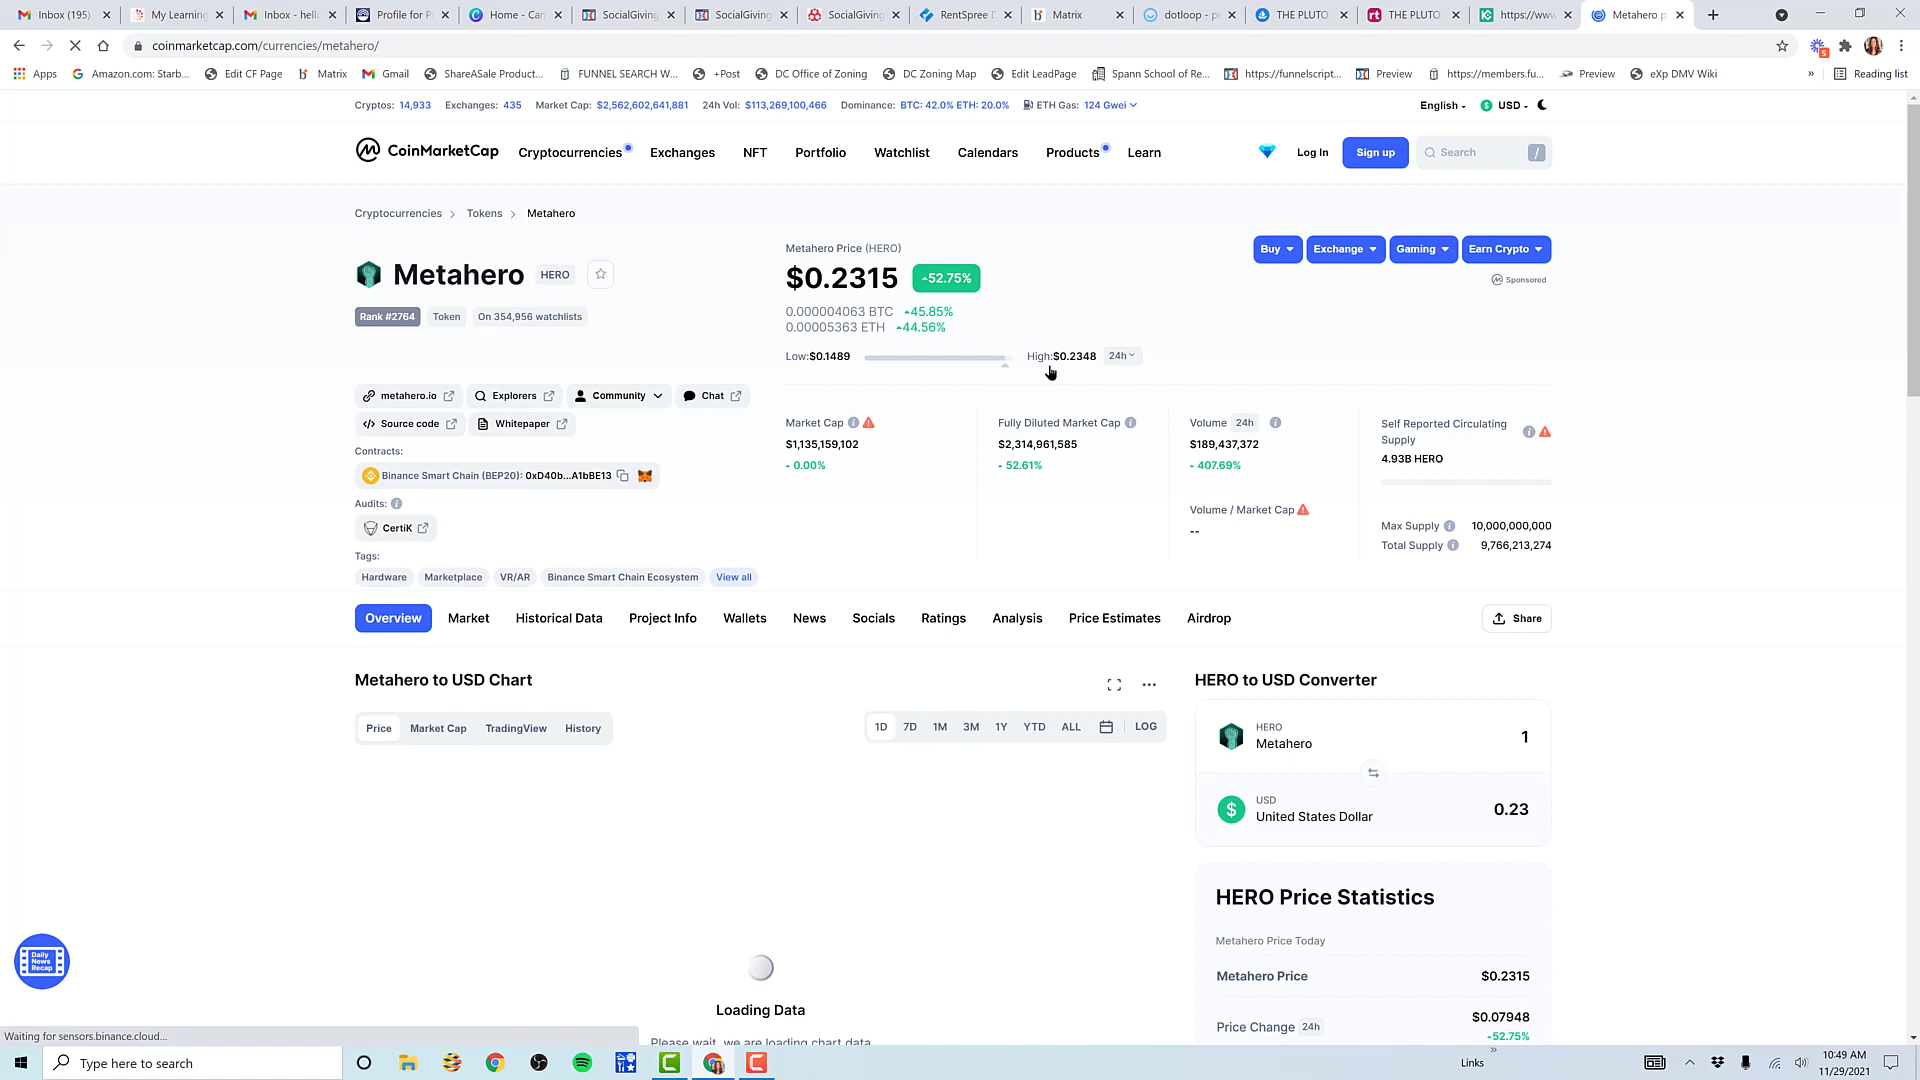 Inbox (195)
My Learning
Inbox - hell
Profile for P
Home - Can
SocialGiving
SocialGiving
SocialGiving
RentSpree D
Matrix
dotloop - p
THE PLUTO
THE PLUTO
https://www
Metahero p
coinmarketcap.com/currencies/metahero/
5
Apps
Amazon.com: Starb...
Edit CF Page
Matrix
Gmail
ShareASale Product...
FUNNEL SEARCH W...
+Post
DC Office of Zoning
DC Zoning Map
Edit LeadPage
Spann School of Re...
https://funnelscript...
Preview
https://members.fu...
Preview
eXp DMV Wiki
»
Reading list
Cryptos: 14,933 Exchanges: 435 Market Cap: $2,562,602,641,881 24h Vol: $113,269,100,466 Dominance: BTC: 42.0% ETH: 20.0% ETH Gas: 124 Gwei
English
USD
CoinMarketCap
Cryptocurrencies
Exchanges
NFT
Portfolio
Watchlist
Calendars
Products
Learn
Log In
Sign up
Search
/
Cryptocurrencies > Tokens > Metahero
Metahero HERO
Rank #2764
Token
On 354,956 watchlists
Metahero Price (HERO)
$0.2315 52.75%
0.000004063 BTC 45.85%
0.00005363 ETH 44.56%
Low:$0.1489
High:$0.2348
24h
Buy
Exchange
Gaming
Earn Crypto
Sponsored
metahero.io
Explorers
Community
Chat
Source code
Whitepaper
Contracts:
Binance Smart Chain (BEP20): 0xD40b...A1bBE13
Audits:
CertiK
Tags:
Hardware
Marketplace
VR/AR
Binance Smart Chain Ecosystem
View all
Market Cap
$1,135,159,102
0.00%
Fully Diluted Market Cap
$2,314,961,585
52.61%
Volume 24h
$189,437,372
407.69%
Volume / Market Cap
--
Self Reported Circulating
Supply
4.93B HERO
Max Supply 10,000,000,000
Total Supply 9,766,213,274
Overview
Market
Historical Data
Project Info
Wallets
News
Socials
Ratings
Analysis
Price Estimates
Airdrop
Share
Metahero to USD Chart
Price
Market Cap
TradingView
History
1D
7D
1M
3M
1Y
YTD
ALL
LOG
Loading Data
Please wait, we are loading chart data
HERO to USD Converter
HERO
Metahero
1
USD
United States Dollar
0.23
$
HERO Price Statistics
Metahero Price Today
Metahero Price $0.2315
Price Change 24h
$0.07948
52.75%
Daily
News
Recap
Waiting for sensors.binance.cloud...
Type here to search
Links
»
10:49 AM
11/29/2021